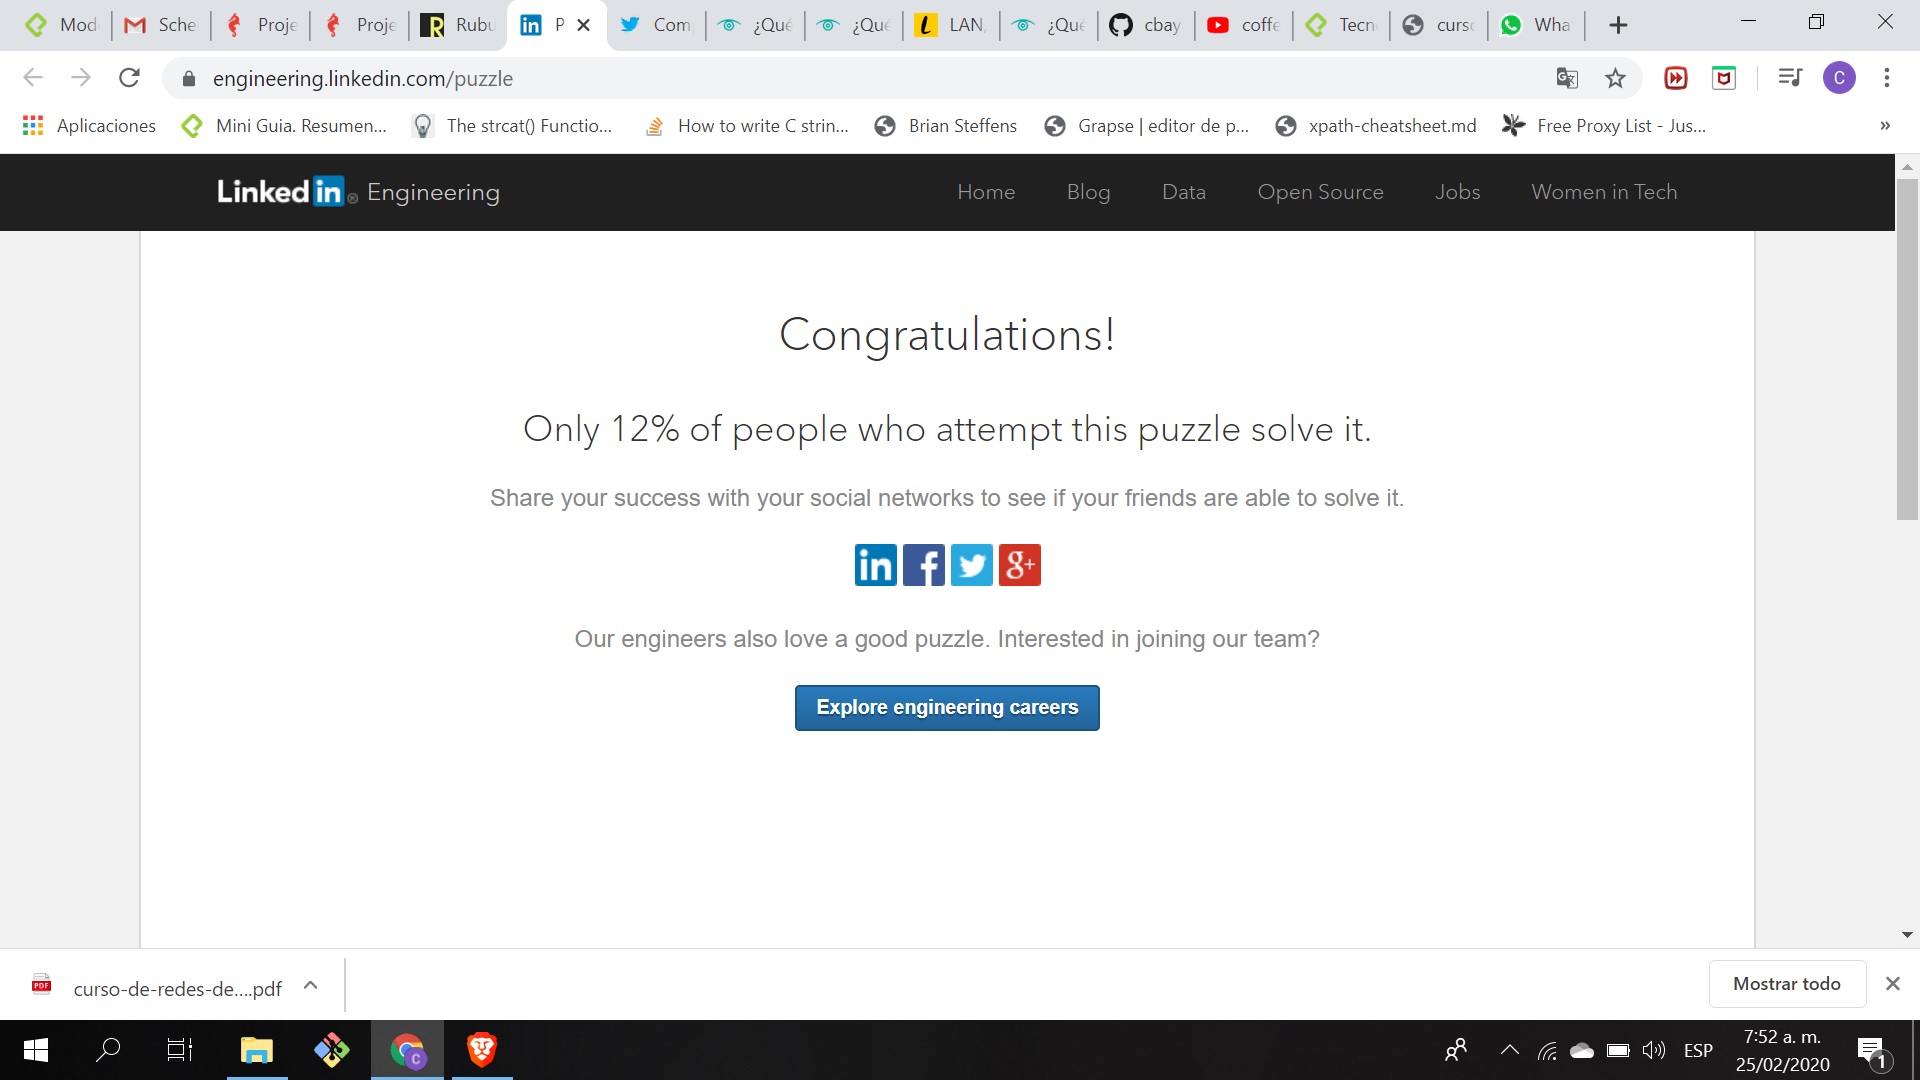 Mod
Sche
Proje
Proje
Rubu
P
Com
¿Qué
¿Qué
LAN,
¿Qué
cbay
coffe
Tecn
curso
Wha
engineering.linkedin.com/puzzle
C
Aplicaciones
Mini Guia. Resumen...
The strcat() Functio...
How to write C strin...
Brian Steffens
Grapse | editor de p...
xpath-cheatsheet.md
Free Proxy List - Jus...
»
Linked in® Engineering
Home
Blog
Data
Open Source
Jobs
Women in Tech
Congratulations!
Only 12% of people who attempt this puzzle solve it.
Share your success with your social networks to see if your friends are able to solve it.
in f g+
Our engineers also love a good puzzle. Interested in joining our team?
Explore engineering careers
PDF
curso-de-redes-de....pdf
Mostrar todo
C
ESP
7:52 a. m.
25/02/2020
1